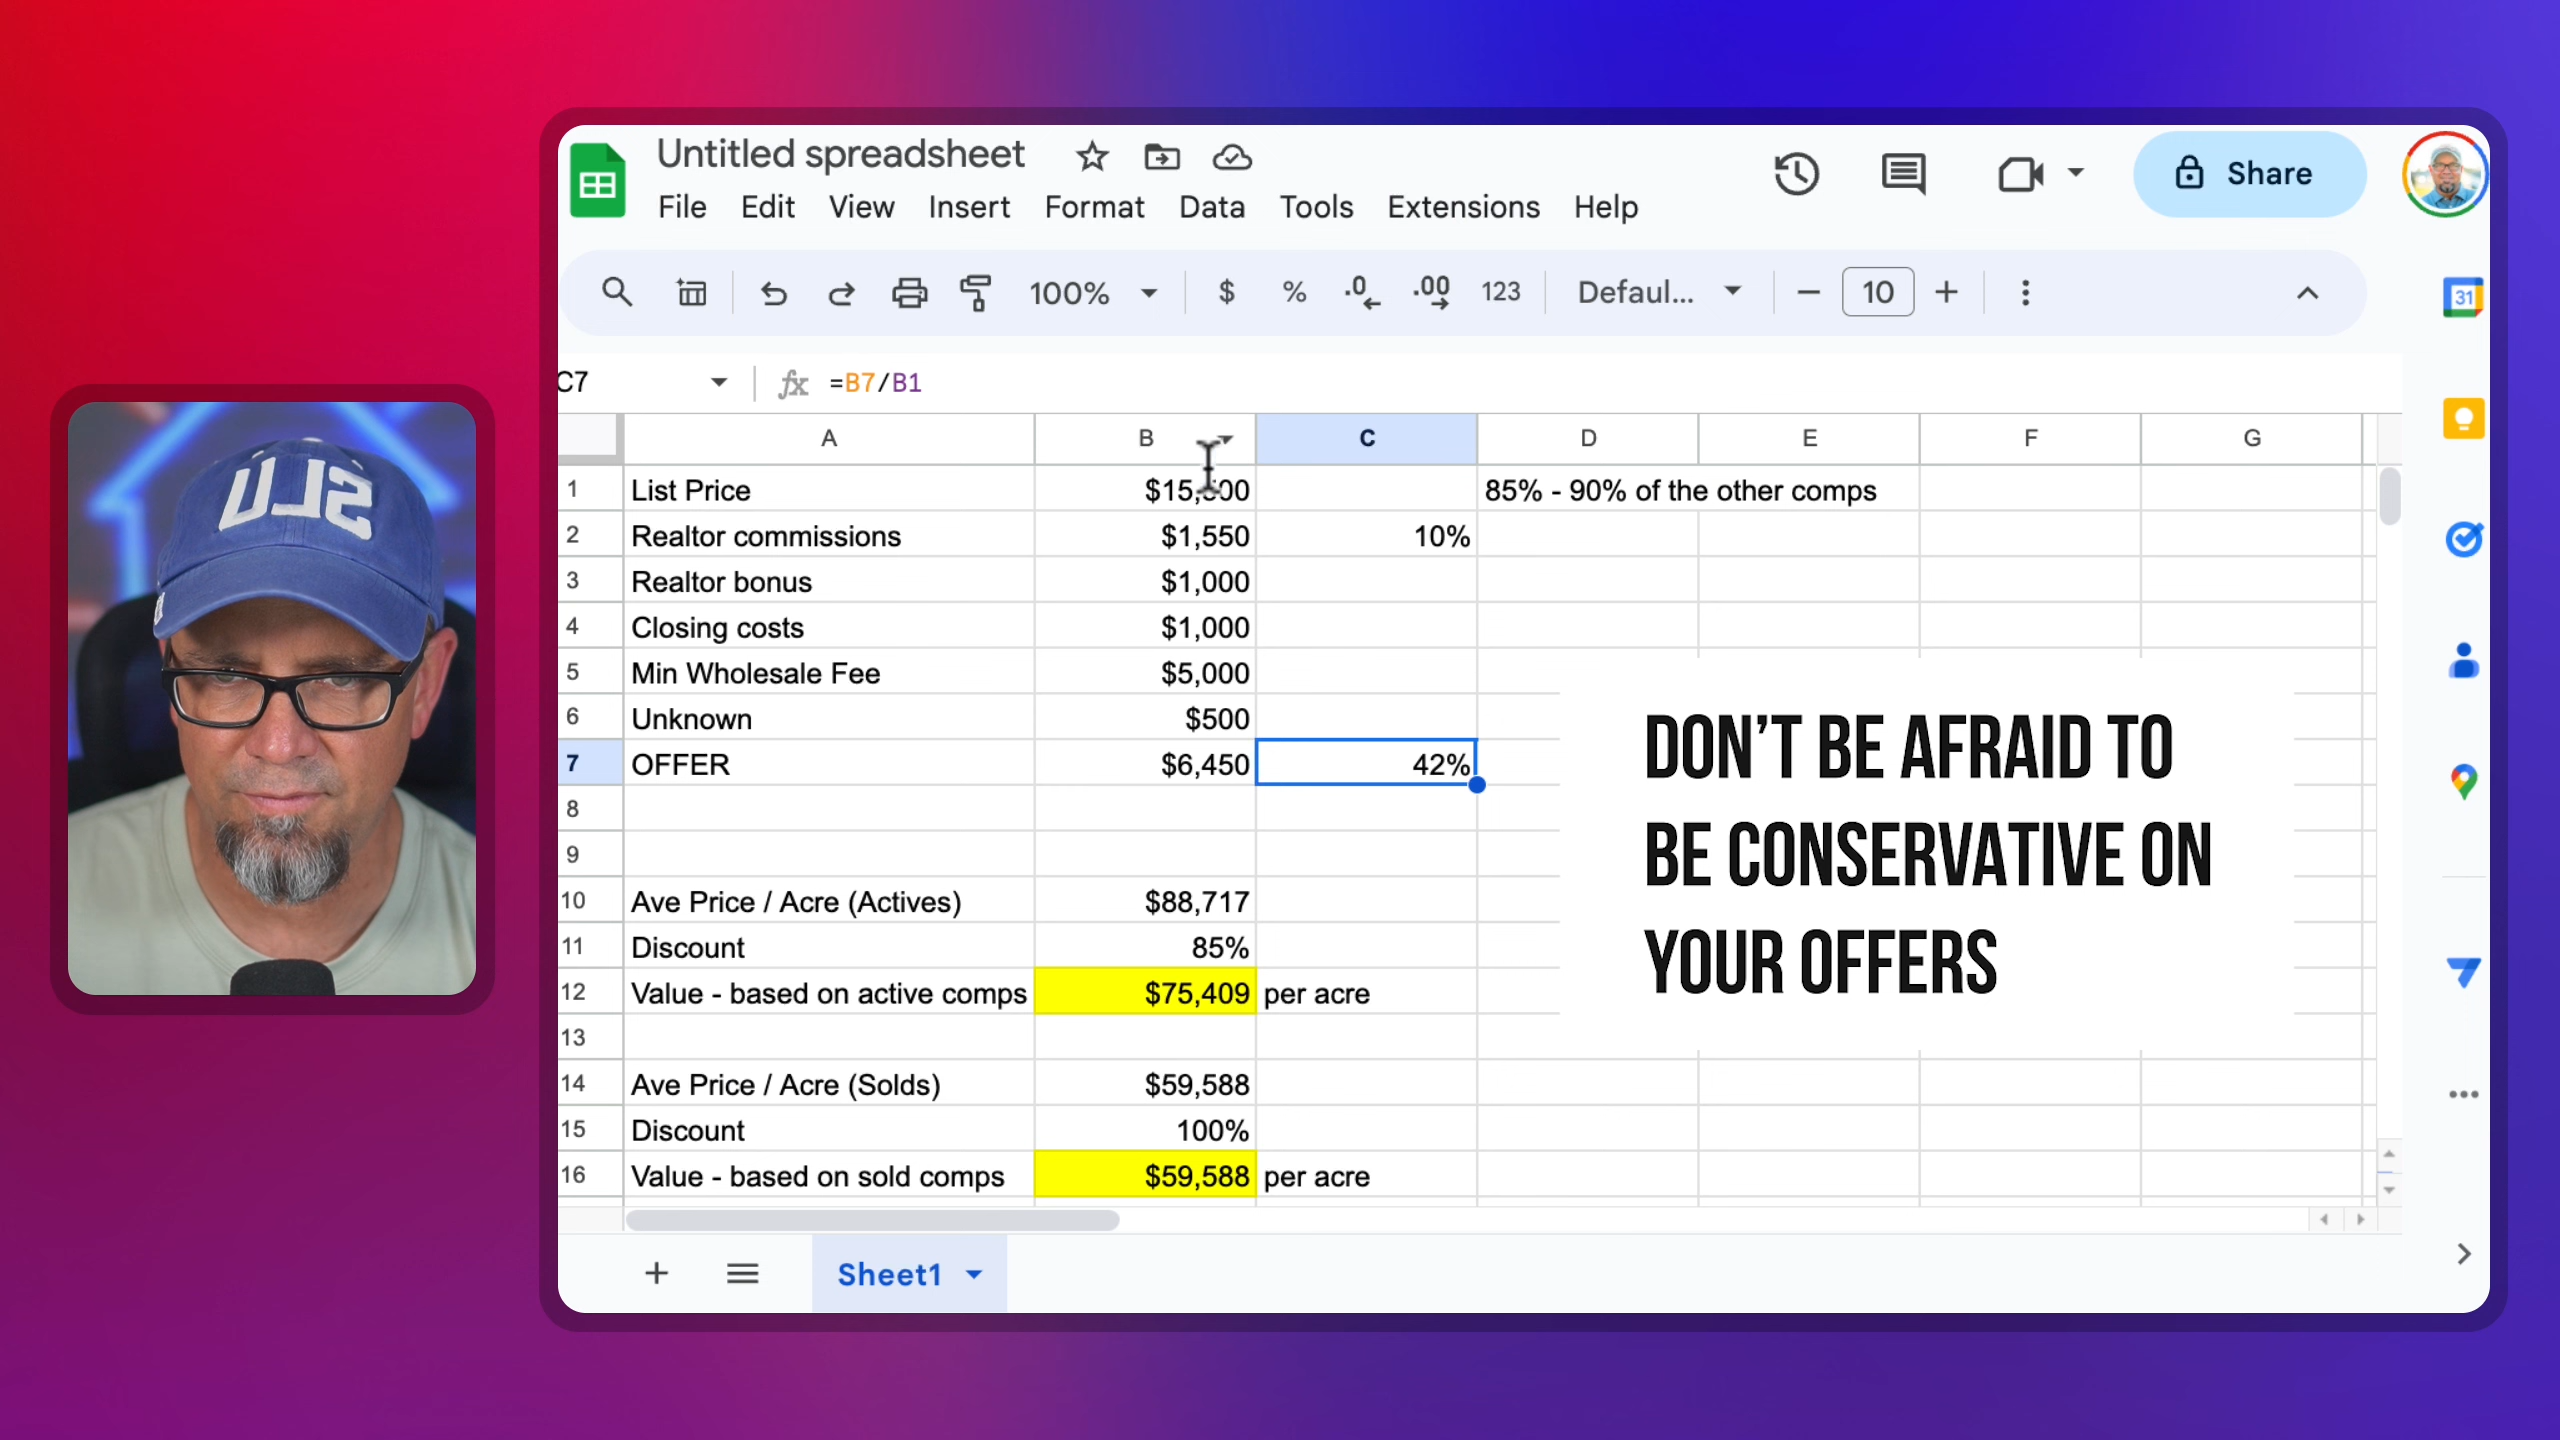 Untitled spreadsheet
File Edit View Insert Format Data Tools Extensions Help
Share
100% $ % .0 .00 123 Defaul... 10
31
C7 =B7/B1
A B C D E F G
1 List Price 85% - 90% of the other comps
2 Realtor commissions $1,550 10%
3 Realtor bonus $1,000
4 Closing costs $1,000
5 Min Wholesale Fee $5,000
6 Unknown $500
7 OFFER $6,450 42%
8
9
10 Ave Price / Acre (Actives) $88,717
11 Discount 85%
12 Value - based on active comps $75,409 per acre
13
14 Ave Price / Acre (Solds) $59,588
15 Discount 100%
16 Value - based on sold comps $59,588 per acre
DON'T BE AFRAID TO
BE CONSERVATIVE ON
YOUR OFFERS
Sheet1